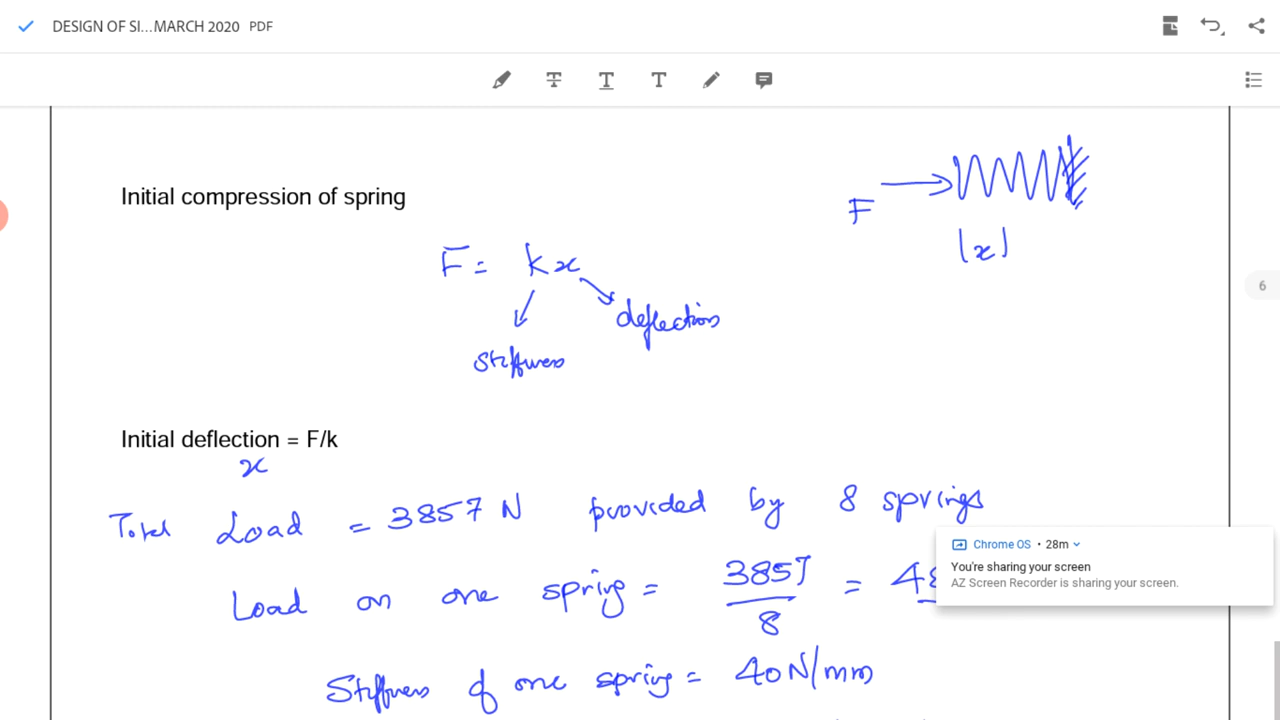 DESIGN OF SI...MARCH 2020 PDF
Initial compression of spring
F
(x)
F = kx
deflection
stiffness
6
Initial deflection = F/k
x
Total Load = 3857 N provided by 8 springs
Chrome OS • 28m
You're sharing your screen
AZ Screen Recorder is sharing your screen.
Load on one spring = 3857 / 8 = 48
Stiffness of one spring = 40N/mm